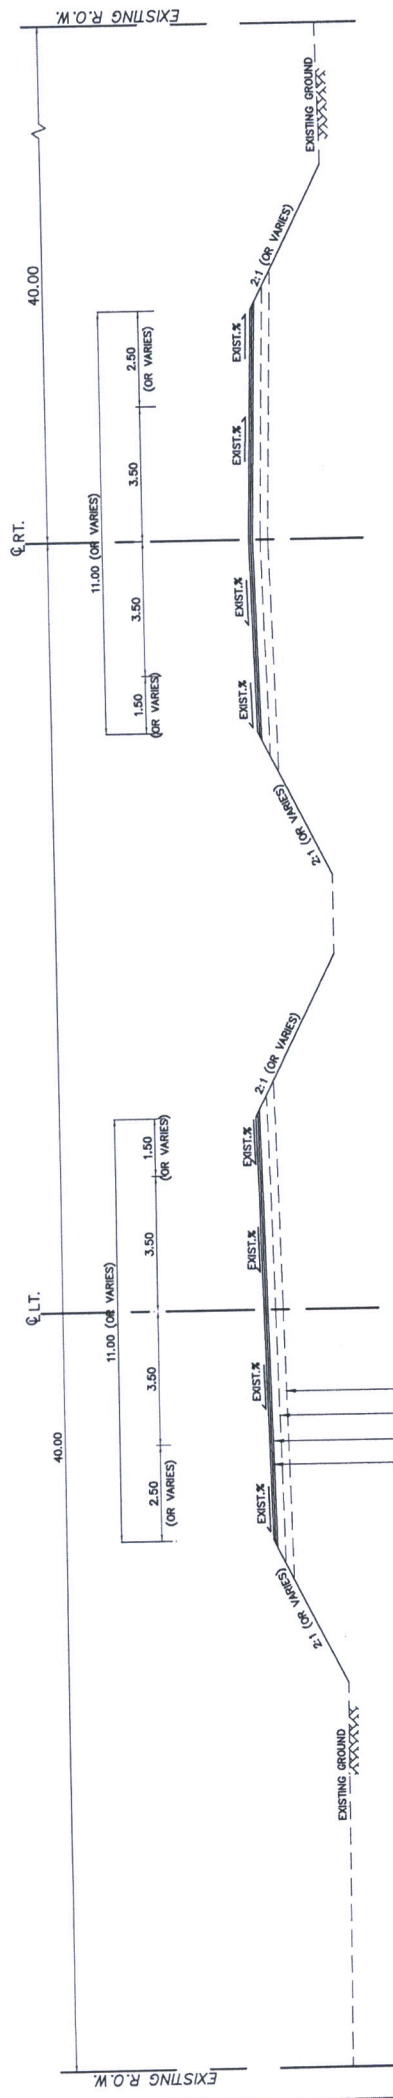 EXISTING R.O.W.
40.00
40.00
EXISTING R.O.W.
℄ LT.
11.00 (OR VARIES)
2.50
(OR VARIES)
3.50
3.50
1.50
(OR VARIES)
℄ RT.
11.00 (OR VARIES)
1.50
(OR VARIES)
3.50
3.50
2.50
(OR VARIES)
EXISTING GROUND
2:1 (OR VARIES)
EXIST.%
EXIST.%
EXIST.%
EXIST.%
2:1 (OR VARIES)
2:1 (OR VARIES)
EXIST.%
EXIST.%
EXIST.%
EXIST.%
2:1 (OR VARIES)
EXISTING GROUND